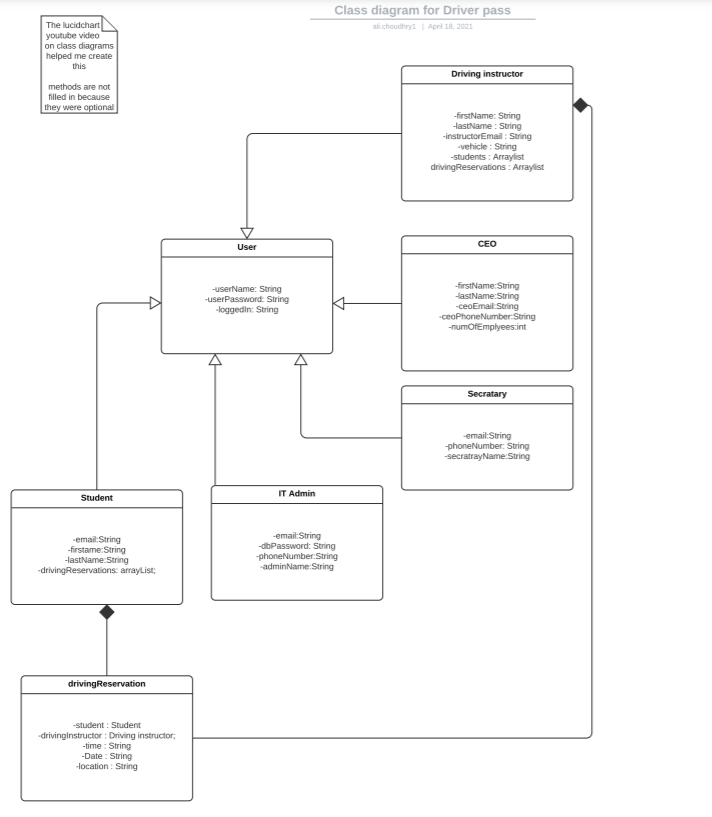 Class diagram for Driver pass
ali.choudhry1 | April 18, 2021
The lucidchart
youtube video
on class diagrams
helped me create
this
methods are not
filled in because
they were optional
Driving instructor
-firstName: String
-lastName : String
-instructorEmail : String
-vehicle : String
-students : Arraylist
drivingReservations : Arraylist
User
-userName: String
-userPassword: String
-loggedIn: String
CEO
-firstName:String
-lastName:String
-ceoEmail:String
-ceoPhoneNumber:String
-numOfEmplyees:int
Secratary
-email:String
-phoneNumber: String
-secratrayName:String
Student
-email:String
-firstame:String
-lastName:String
-drivingReservations: arrayList;
IT Admin
-email:String
-dbPassword: String
-phoneNumber:String
-adminName:String
drivingReservation
-student : Student
-drivingInstructor : Driving instructor;
-time : String
-Date : String
-location : String